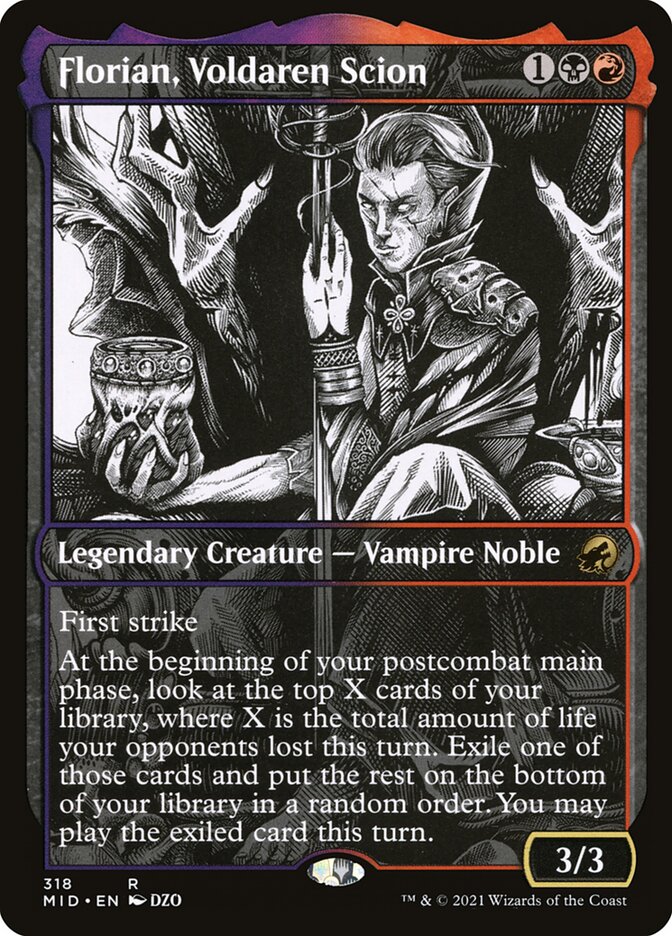 Florian, Voldaren Scion 1
Legendary Creature — Vampire Noble
First strike
At the beginning of your postcombat main
phase, look at the top X cards of your
library, where X is the total amount of life
your opponents lost this turn. Exile one of
those cards and put the rest on the bottom
of your library in a random order. You may
play the exiled card this turn.
3/3
318 R
MID • EN DZO
™ & © 2021 Wizards of the Coast